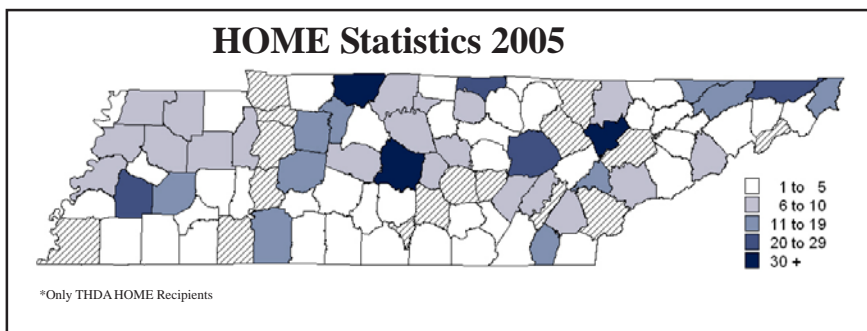 HOME Statistics 2005
1 to 5
6 to 10
11 to 19
20 to 29
30 +
*Only THDA HOME Recipients